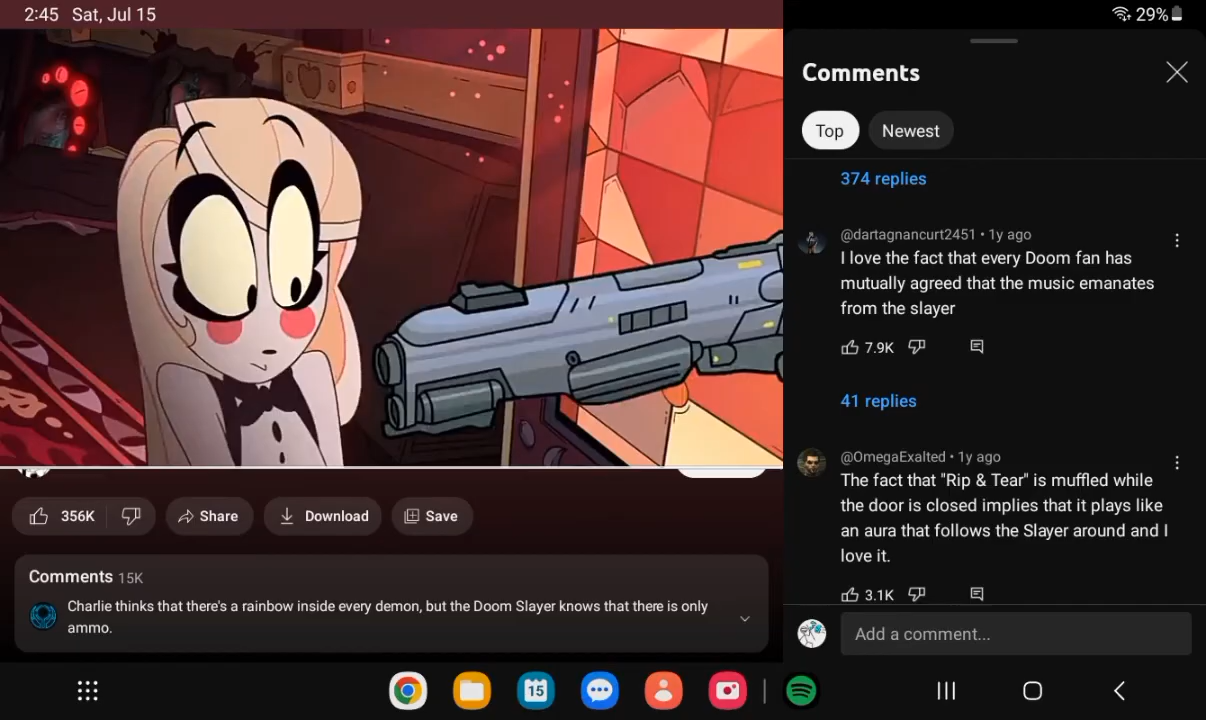 2:45 Sat, Jul 15
29%
356K
Share
Download
Save
Comments 15K
Charlie thinks that there's a rainbow inside every demon, but the Doom Slayer knows that there is only
ammo.
Comments
Top
Newest
374 replies
@dartagnancurt2451 • 1y ago
I love the fact that every Doom fan has
mutually agreed that the music emanates
from the slayer
7.9K
41 replies
@OmegaExalted • 1y ago
The fact that "Rip & Tear" is muffled while
the door is closed implies that it plays like
an aura that follows the Slayer around and I
love it.
3.1K
Add a comment...
15